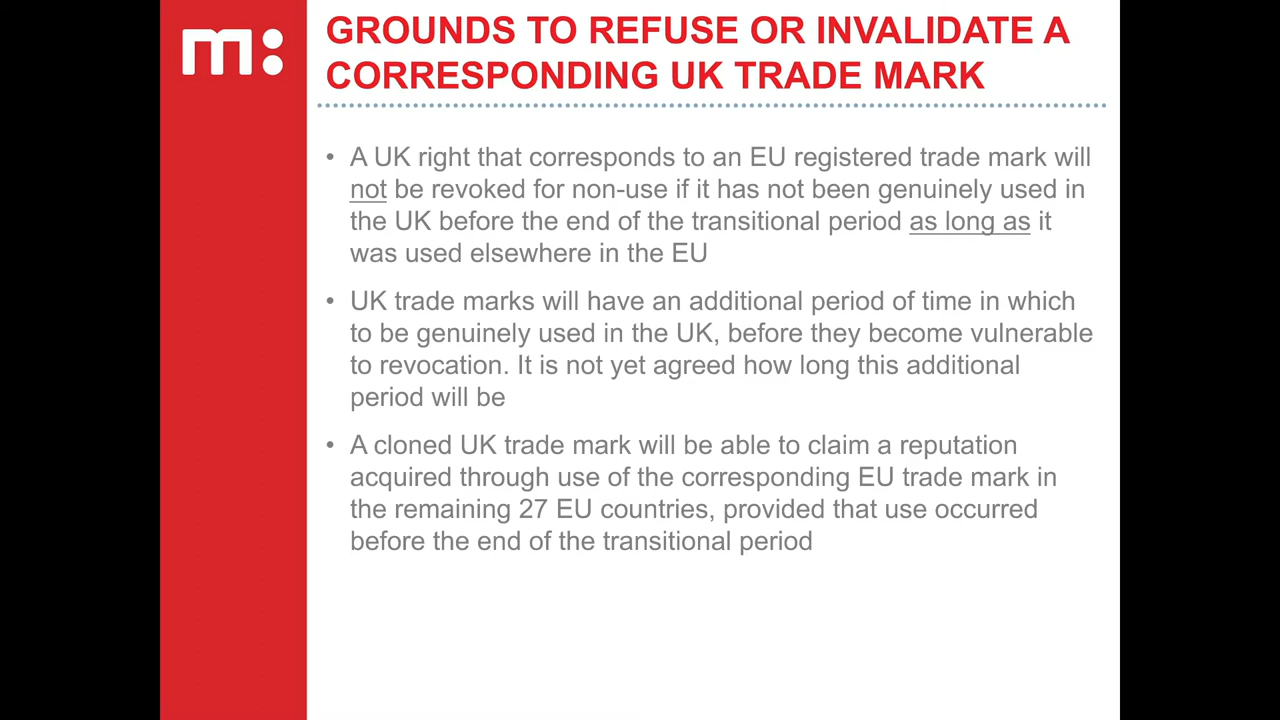 m:
GROUNDS TO REFUSE OR INVALIDATE A
CORRESPONDING UK TRADE MARK
• A UK right that corresponds to an EU registered trade mark will
not be revoked for non-use if it has not been genuinely used in
the UK before the end of the transitional period as long as it
was used elsewhere in the EU
• UK trade marks will have an additional period of time in which
to be genuinely used in the UK, before they become vulnerable
to revocation. It is not yet agreed how long this additional
period will be
• A cloned UK trade mark will be able to claim a reputation
acquired through use of the corresponding EU trade mark in
the remaining 27 EU countries, provided that use occurred
before the end of the transitional period